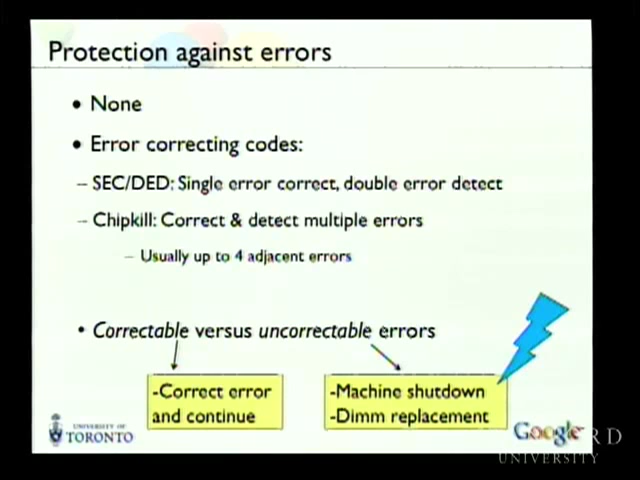 Protection against errors
• None
• Error correcting codes:
– SEC/DED: Single error correct, double error detect
– Chipkill: Correct & detect multiple errors
– Usually up to 4 adjacent errors
• Correctable versus uncorrectable errors
-Correct error
and continue
-Machine shutdown
-Dimm replacement
UNIVERSITY OF
TORONTO
Google
RD
UNIVERSITY